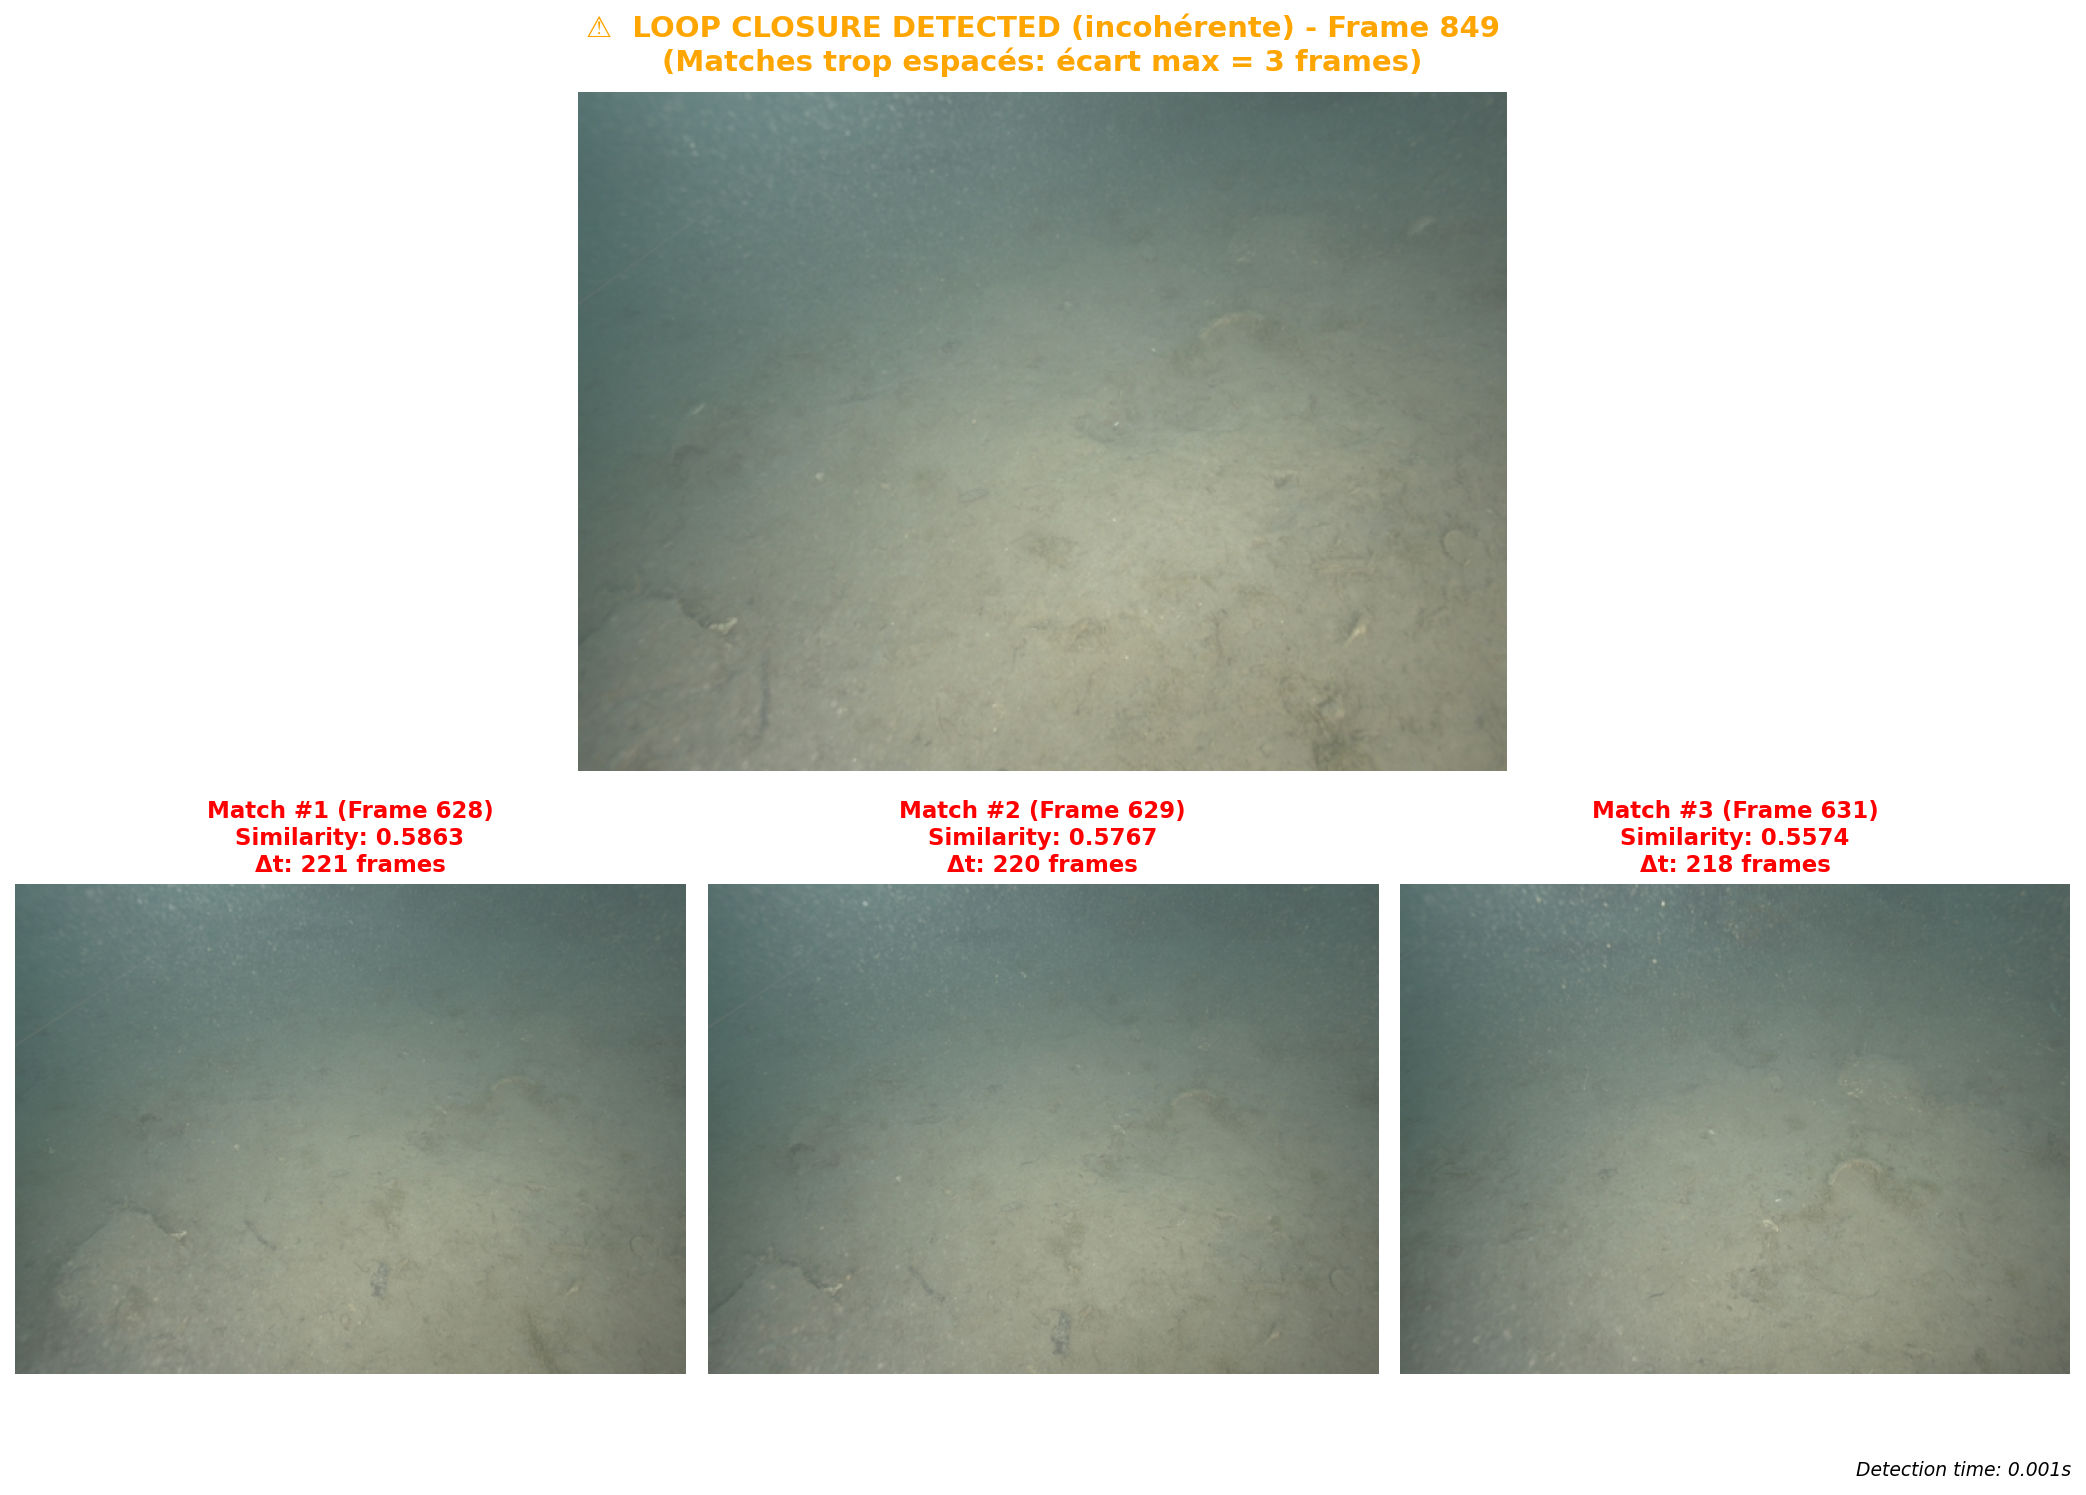 ⚠ LOOP CLOSURE DETECTED (incohérente) - Frame 849
(Matches trop espacés: écart max = 3 frames)
Match #1 (Frame 628)
Similarity: 0.5863
Δt: 221 frames
Match #2 (Frame 629)
Similarity: 0.5767
Δt: 220 frames
Match #3 (Frame 631)
Similarity: 0.5574
Δt: 218 frames
Detection time: 0.001s